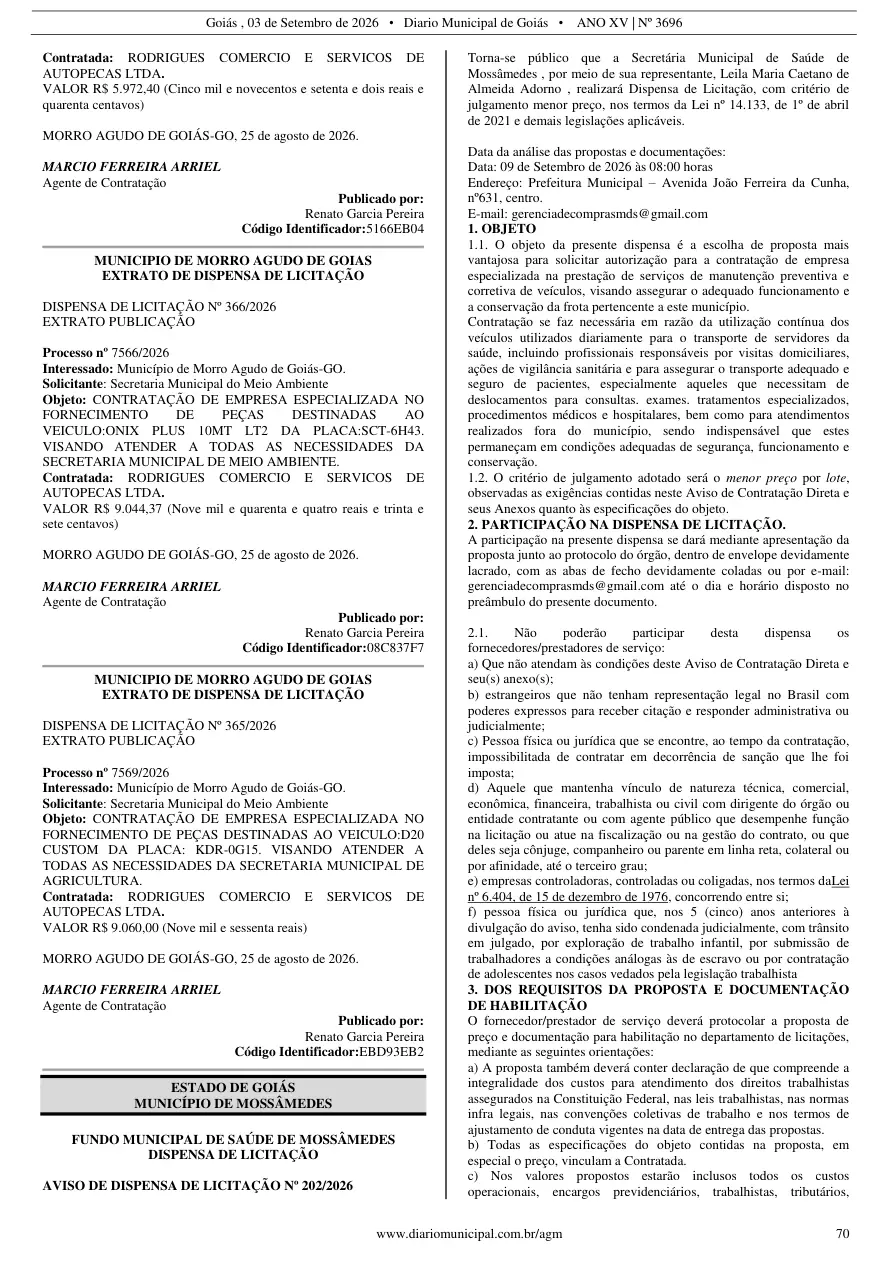 Goiás , 03 de Setembro de 2026 • Diario Municipal de Goiás • ANO XV | Nº 3696
Contratada: RODRIGUES COMERCIO E SERVICOS DE
AUTOPECAS LTDA.
VALOR R$ 5.972,40 (Cinco mil e novecentos e setenta e dois reais e
quarenta centavos)
MORRO AGUDO DE GOIÁS-GO, 25 de agosto de 2026.
MARCIO FERREIRA ARRIEL
Agente de Contratação
Publicado por:
Renato Garcia Pereira
Código Identificador:5166EB04
MUNICIPIO DE MORRO AGUDO DE GOIAS
EXTRATO DE DISPENSA DE LICITAÇÃO
DISPENSA DE LICITAÇÃO Nº 366/2026
EXTRATO PUBLICAÇÃO
Processo nº 7566/2026
Interessado: Município de Morro Agudo de Goiás-GO.
Solicitante: Secretaria Municipal do Meio Ambiente
Objeto: CONTRATAÇÃO DE EMPRESA ESPECIALIZADA NO
FORNECIMENTO DE PEÇAS DESTINADAS AO
VEICULO:ONIX PLUS 10MT LT2 DA PLACA:SCT-6H43.
VISANDO ATENDER A TODAS AS NECESSIDADES DA
SECRETARIA MUNICIPAL DE MEIO AMBIENTE.
Contratada: RODRIGUES COMERCIO E SERVICOS DE
AUTOPECAS LTDA.
VALOR R$ 9.044,37 (Nove mil e quarenta e quatro reais e trinta e
sete centavos)
MORRO AGUDO DE GOIÁS-GO, 25 de agosto de 2026.
MARCIO FERREIRA ARRIEL
Agente de Contratação
Publicado por:
Renato Garcia Pereira
Código Identificador:08C837F7
MUNICIPIO DE MORRO AGUDO DE GOIAS
EXTRATO DE DISPENSA DE LICITAÇÃO
DISPENSA DE LICITAÇÃO Nº 365/2026
EXTRATO PUBLICAÇÃO
Processo nº 7569/2026
Interessado: Município de Morro Agudo de Goiás-GO.
Solicitante: Secretaria Municipal do Meio Ambiente
Objeto: CONTRATAÇÃO DE EMPRESA ESPECIALIZADA NO
FORNECIMENTO DE PEÇAS DESTINADAS AO VEICULO:D20
CUSTOM DA PLACA: KDR-0G15. VISANDO ATENDER A
TODAS AS NECESSIDADES DA SECRETARIA MUNICIPAL DE
AGRICULTURA.
Contratada: RODRIGUES COMERCIO E SERVICOS DE
AUTOPECAS LTDA.
VALOR R$ 9.060,00 (Nove mil e sessenta reais)
MORRO AGUDO DE GOIÁS-GO, 25 de agosto de 2026.
MARCIO FERREIRA ARRIEL
Agente de Contratação
Publicado por:
Renato Garcia Pereira
Código Identificador:EBD93EB2
ESTADO DE GOIÁS
MUNICÍPIO DE MOSSÂMEDES
FUNDO MUNICIPAL DE SAÚDE DE MOSSÂMEDES
DISPENSA DE LICITAÇÃO
AVISO DE DISPENSA DE LICITAÇÃO Nº 202/2026
Torna-se público que a Secretária Municipal de Saúde de
Mossâmedes , por meio de sua representante, Leila Maria Caetano de
Almeida Adorno , realizará Dispensa de Licitação, com critério de
julgamento menor preço, nos termos da Lei nº 14.133, de 1º de abril
de 2021 e demais legislações aplicáveis.
Data da análise das propostas e documentações:
Data: 09 de Setembro de 2026 às 08:00 horas
Endereço: Prefeitura Municipal – Avenida João Ferreira da Cunha,
nº631, centro.
E-mail: gerenciadecomprasmds@gmail.com
1. OBJETO
1.1. O objeto da presente dispensa é a escolha de proposta mais
vantajosa para solicitar autorização para a contratação de empresa
especializada na prestação de serviços de manutenção preventiva e
corretiva de veículos, visando assegurar o adequado funcionamento e
a conservação da frota pertencente a este município.
Contratação se faz necessária em razão da utilização contínua dos
veículos utilizados diariamente para o transporte de servidores da
saúde, incluindo profissionais responsáveis por visitas domiciliares,
ações de vigilância sanitária e para assegurar o transporte adequado e
seguro de pacientes, especialmente aqueles que necessitam de
deslocamentos para consultas. exames. tratamentos especializados,
procedimentos médicos e hospitalares, bem como para atendimentos
realizados fora do município, sendo indispensável que estes
permaneçam em condições adequadas de segurança, funcionamento e
conservação.
1.2. O critério de julgamento adotado será o menor preço por lote,
observadas as exigências contidas neste Aviso de Contratação Direta e
seus Anexos quanto às especificações do objeto.
2. PARTICIPAÇÃO NA DISPENSA DE LICITAÇÃO.
A participação na presente dispensa se dará mediante apresentação da
proposta junto ao protocolo do órgão, dentro de envelope devidamente
lacrado, com as abas de fecho devidamente coladas ou por e-mail:
gerenciadecomprasmds@gmail.com até o dia e horário disposto no
preâmbulo do presente documento.
2.1. Não poderão participar desta dispensa os
fornecedores/prestadores de serviço:
a) Que não atendam às condições deste Aviso de Contratação Direta e
seu(s) anexo(s);
b) estrangeiros que não tenham representação legal no Brasil com
poderes expressos para receber citação e responder administrativa ou
judicialmente;
c) Pessoa física ou jurídica que se encontre, ao tempo da contratação,
impossibilitada de contratar em decorrência de sanção que lhe foi
imposta;
d) Aquele que mantenha vínculo de natureza técnica, comercial,
econômica, financeira, trabalhista ou civil com dirigente do órgão ou
entidade contratante ou com agente público que desempenhe função
na licitação ou atue na fiscalização ou na gestão do contrato, ou que
deles seja cônjuge, companheiro ou parente em linha reta, colateral ou
por afinidade, até o terceiro grau;
e) empresas controladoras, controladas ou coligadas, nos termos daLei
nº 6.404, de 15 de dezembro de 1976, concorrendo entre si;
f) pessoa física ou jurídica que, nos 5 (cinco) anos anteriores à
divulgação do aviso, tenha sido condenada judicialmente, com trânsito
em julgado, por exploração de trabalho infantil, por submissão de
trabalhadores a condições análogas às de escravo ou por contratação
de adolescentes nos casos vedados pela legislação trabalhista
3. DOS REQUISITOS DA PROPOSTA E DOCUMENTAÇÃO
DE HABILITAÇÃO
O fornecedor/prestador de serviço deverá protocolar a proposta de
preço e documentação para habilitação no departamento de licitações,
mediante as seguintes orientações:
a) A proposta também deverá conter declaração de que compreende a
integralidade dos custos para atendimento dos direitos trabalhistas
assegurados na Constituição Federal, nas leis trabalhistas, nas normas
infra legais, nas convenções coletivas de trabalho e nos termos de
ajustamento de conduta vigentes na data de entrega das propostas.
b) Todas as especificações do objeto contidas na proposta, em
especial o preço, vinculam a Contratada.
c) Nos valores propostos estarão inclusos todos os custos
operacionais, encargos previdenciários, trabalhistas, tributários,
www.diariomunicipal.com.br/agm 70